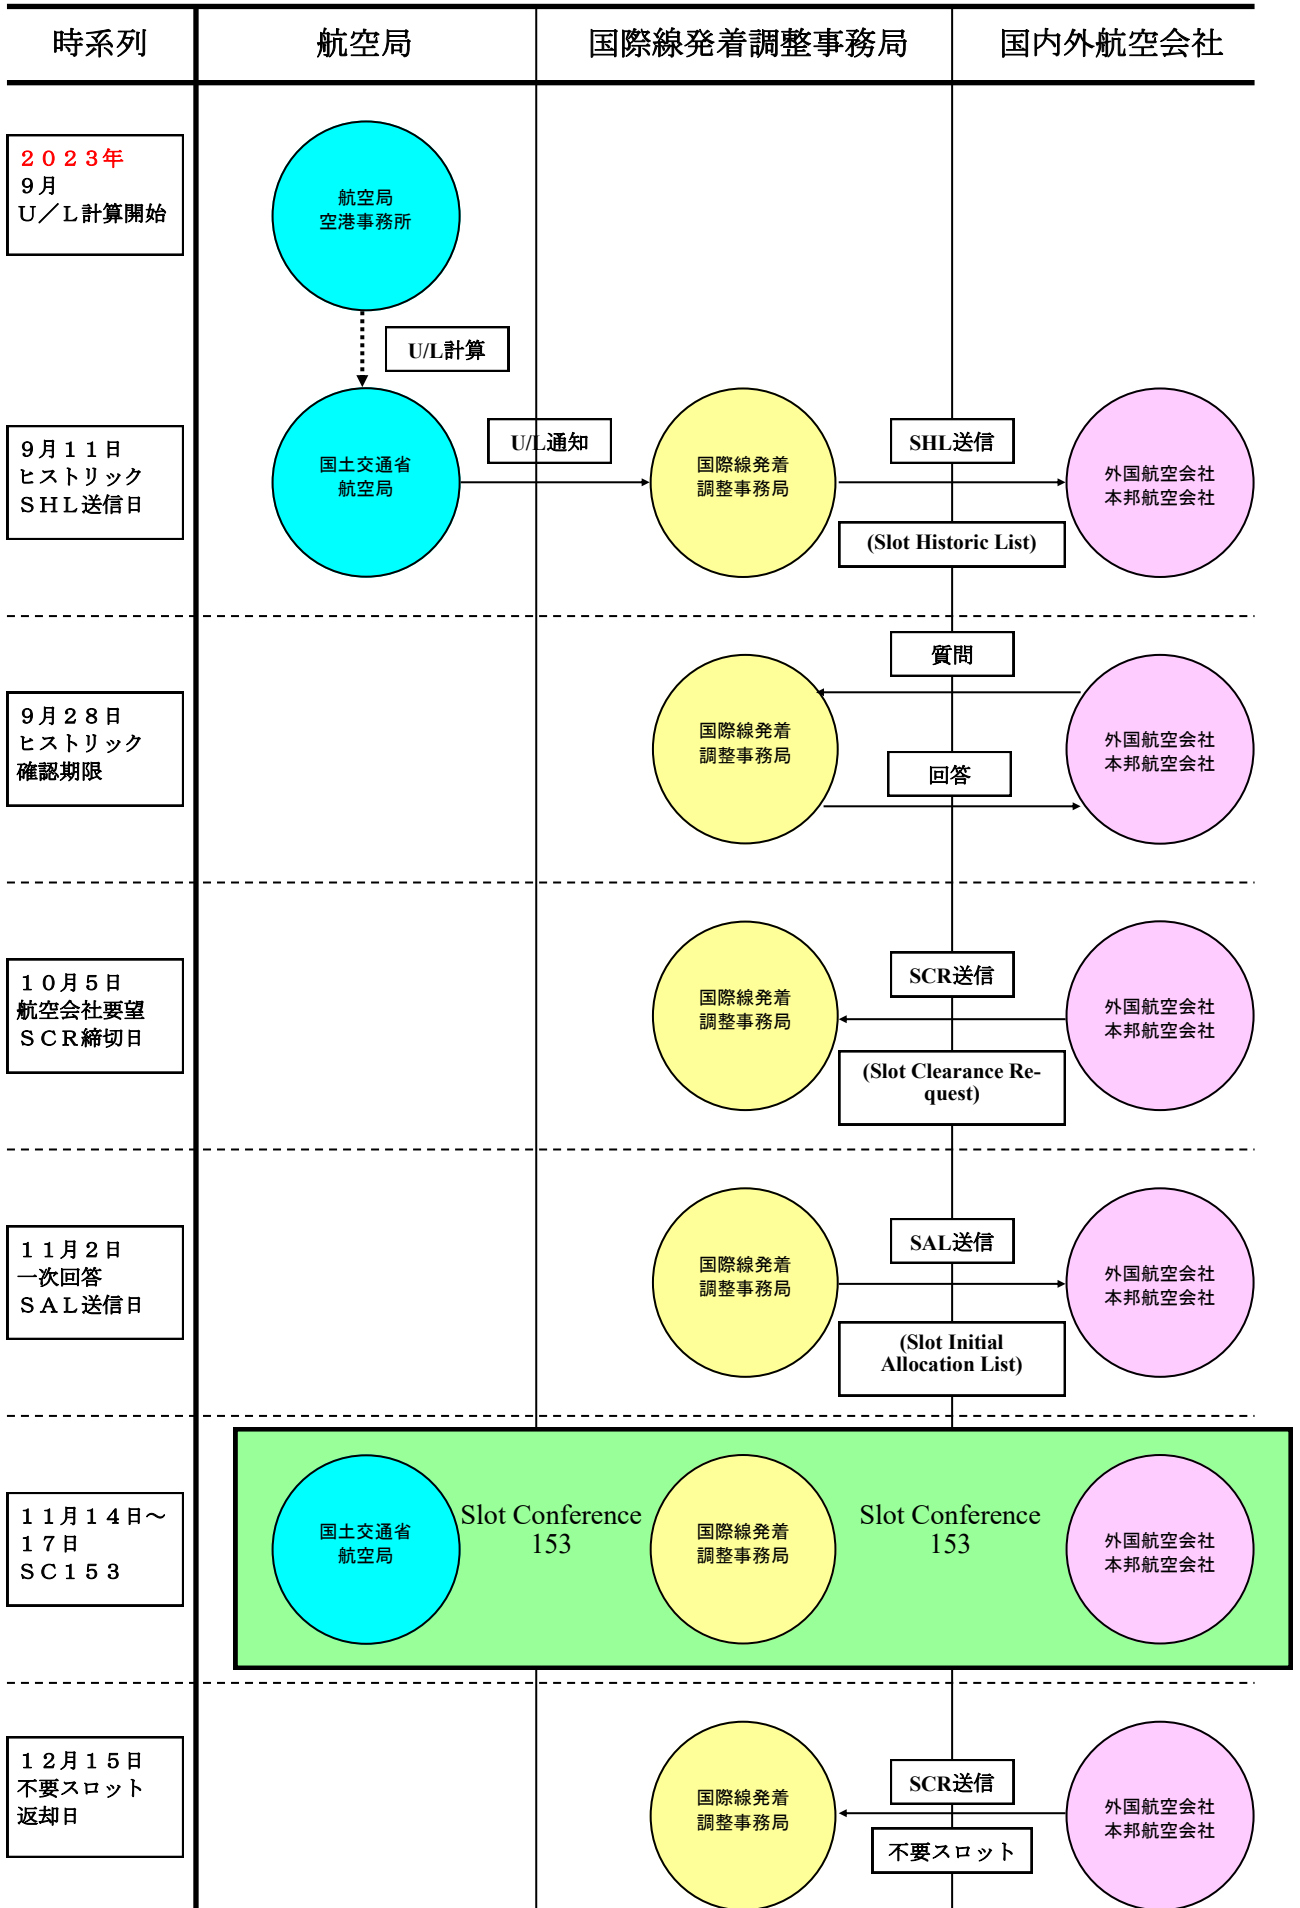 時系列
航空局
国際線発着調整事務局
国内外航空会社
２０２３年
９月
Ｕ／Ｌ計算開始
航空局
空港事務所
U/L計算
９月１１日
ヒストリック
ＳＨＬ送信日
国土交通省
航空局
U/L通知
国際線発着
調整事務局
SHL送信
(Slot Historic List)
外国航空会社
本邦航空会社
９月２８日
ヒストリック
確認期限
国際線発着
調整事務局
質問
回答
外国航空会社
本邦航空会社
１０月５日
航空会社要望
ＳＣＲ締切日
国際線発着
調整事務局
SCR送信
(Slot Clearance Re-
quest)
外国航空会社
本邦航空会社
１１月２日
一次回答
ＳＡＬ送信日
国際線発着
調整事務局
SAL送信
(Slot Initial
Allocation List)
外国航空会社
本邦航空会社
１１月１４日～
１７日
ＳＣ１５３
国土交通省
航空局
Slot Conference
153
国際線発着
調整事務局
Slot Conference
153
外国航空会社
本邦航空会社
１２月１５日
不要スロット
返却日
国際線発着
調整事務局
SCR送信
不要スロット
外国航空会社
本邦航空会社